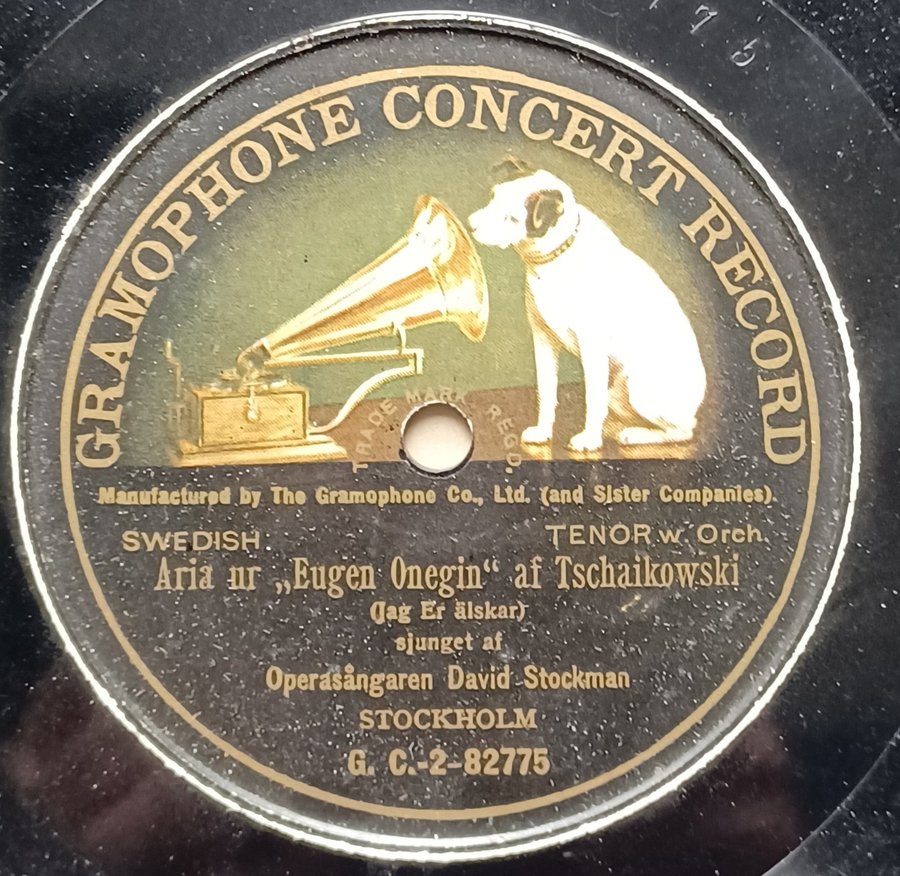 GRAMOPHONE CONCERT RECORD
TRADE MARK RECD.
Manufactured by The Gramophone Co., Ltd. (and Sister Companies).
SWEDISH. TENOR w. Orch.
Aria ur „Eugen Onegin“ af Tschaikowski
(Jag Er älskar)
sjunget af
Operasångaren David Stockman
STOCKHOLM
G. C.-2-82775